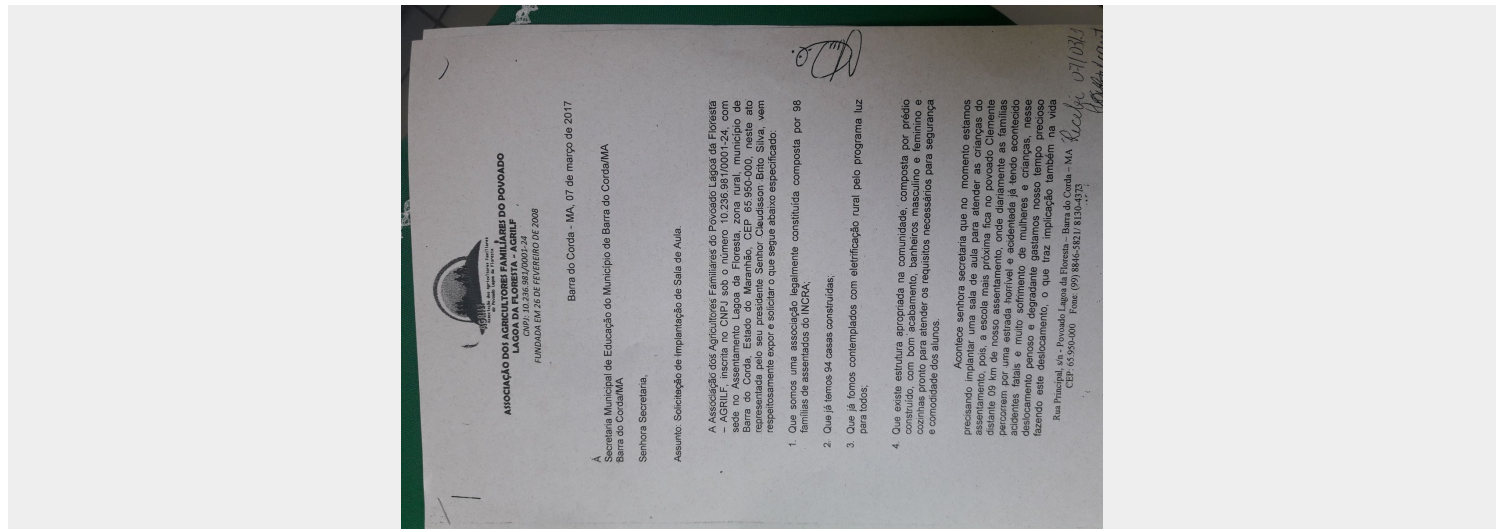 Associação dos Agricultores Familiares
do Povoado Lagoa da Floresta
ASSOCIAÇÃO DOS AGRICULTORES FAMILIARES DO POVOADO
LAGOA DA FLORESTA – AGRILF
CNPJ: 10.236.981/0001-24
FUNDADA EM 26 DE FEVEREIRO DE 2008
Barra do Corda - MA, 07 de março de 2017
À
Secretaria Municipal de Educação do Município de Barra do Corda/MA
Barra do Corda/MA
Senhora Secretaria,
Assunto: Solicitação de Implantação de Sala de Aula.
A Associação dos Agricultores Familiares do Povoado Lagoa da Floresta
– AGRILF, inscrita no CNPJ sob o número 10.236.981/0001-24, com
sede no Assentamento Lagoa da Floresta, zona rural, município de
Barra do Corda, Estado do Maranhão, CEP 65.950-000, neste ato
representada pelo seu presidente Senhor Cleudisson Brito Silva, vem
respeitosamente expor e solicitar o que segue abaixo especificado:
1. Que somos uma associação legalmente constituída composta por 98
famílias de assentados do INCRA;
2. Que já temos 94 casas construídas;
3. Que já fomos contemplados com eletrificação rural pelo programa luz
para todos;
4. Que existe estrutura apropriada na comunidade, composta por prédio
construído, com bom acabamento, banheiros masculino e feminino e
cozinhas pronto para atender os requisitos necessários para segurança
e comodidade dos alunos.
Acontece senhora secretaria que no momento estamos
precisando implantar uma sala de aula para atender as crianças do
assentamento, pois, a escola mais próxima fica no povoado Clemente
distante 09 km de nosso assentamento, onde diariamente as famílias
percorrem por uma estrada horrível e acidentada já tendo acontecido
acidentes fatais e muito sofrimento de mulheres e crianças, nesse
deslocamento penoso e degradante gastamos nosso tempo precioso
fazendo este deslocamento, o que traz implicação também na vida
Rua Principal, s/n - Povoado Lagoa da Floresta – Barra do Corda – MA
CEP: 65.950-000 Fone: (99) 8846-5821/ 8130-4373
Recebi 07/03/